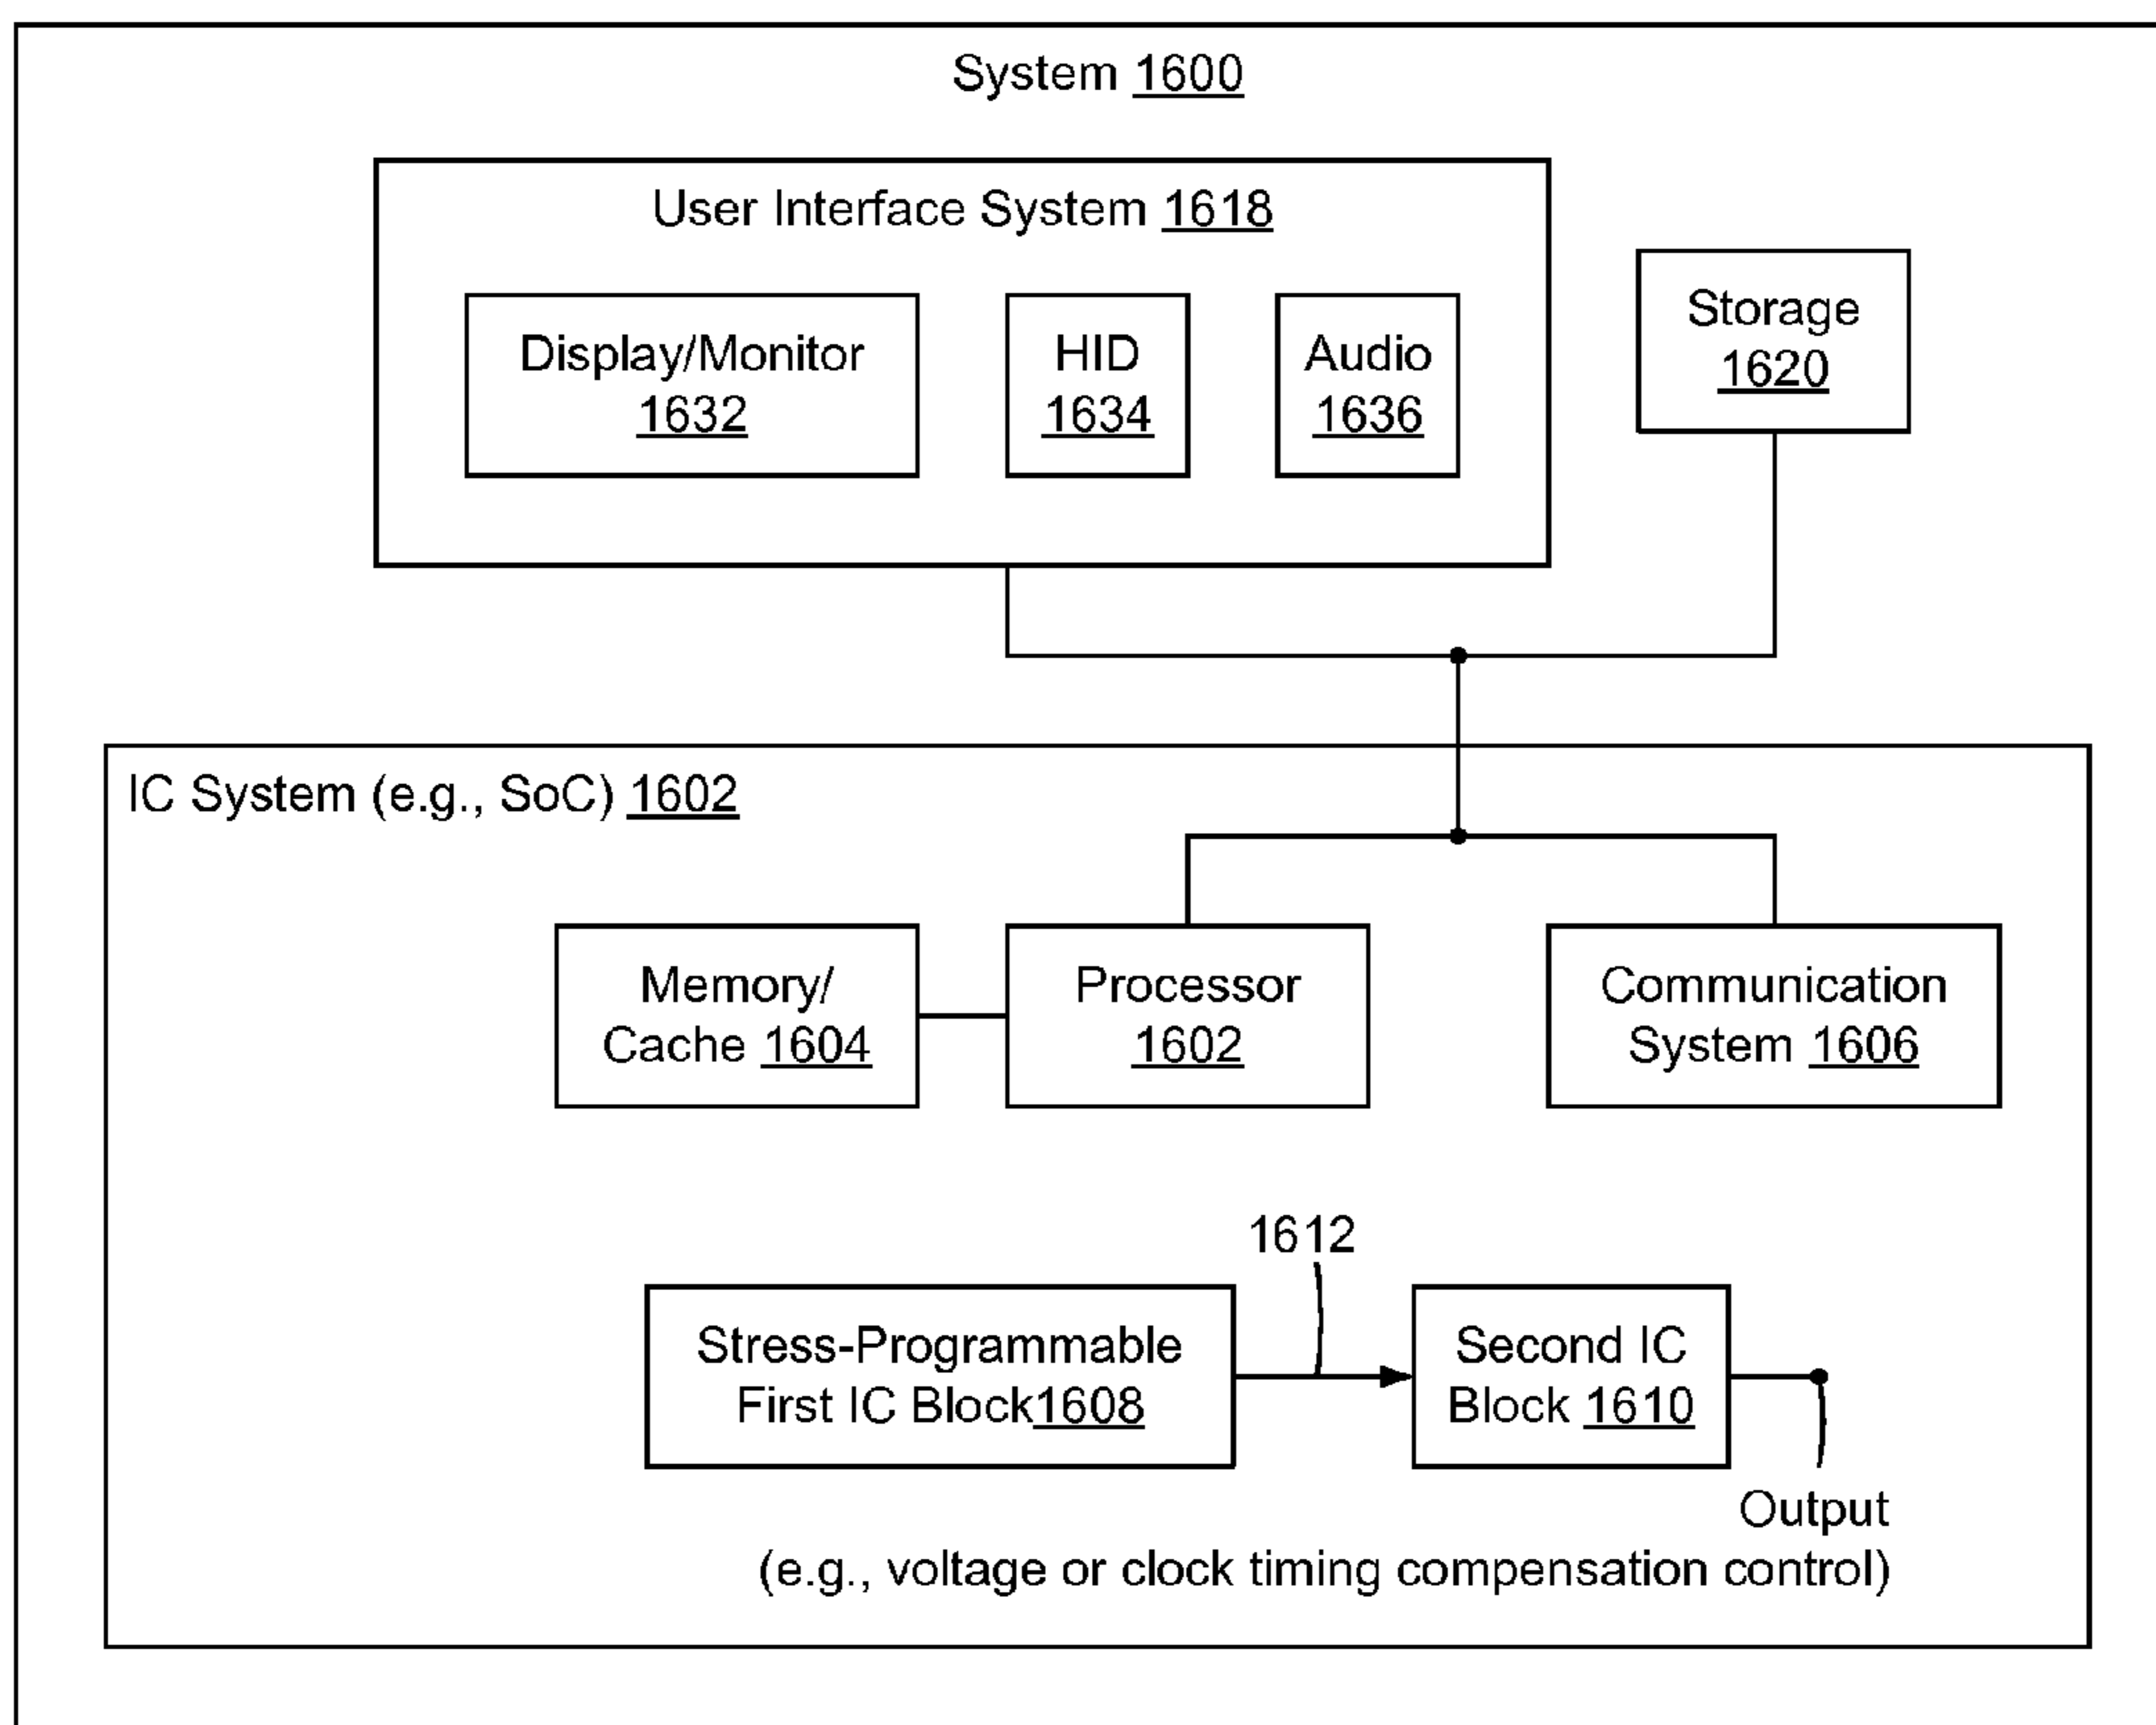 System 1600
User Interface System 1618
Display/Monitor
1632
HID
1634
Audio
1636
Storage
1620
IC System (e.g., SoC) 1602
Memory/
Cache 1604
Processor
1602
Communication
System 1606
1612
Stress-Programmable
First IC Block1608
Second IC
Block 1610
Output
(e.g., voltage or clock timing compensation control)